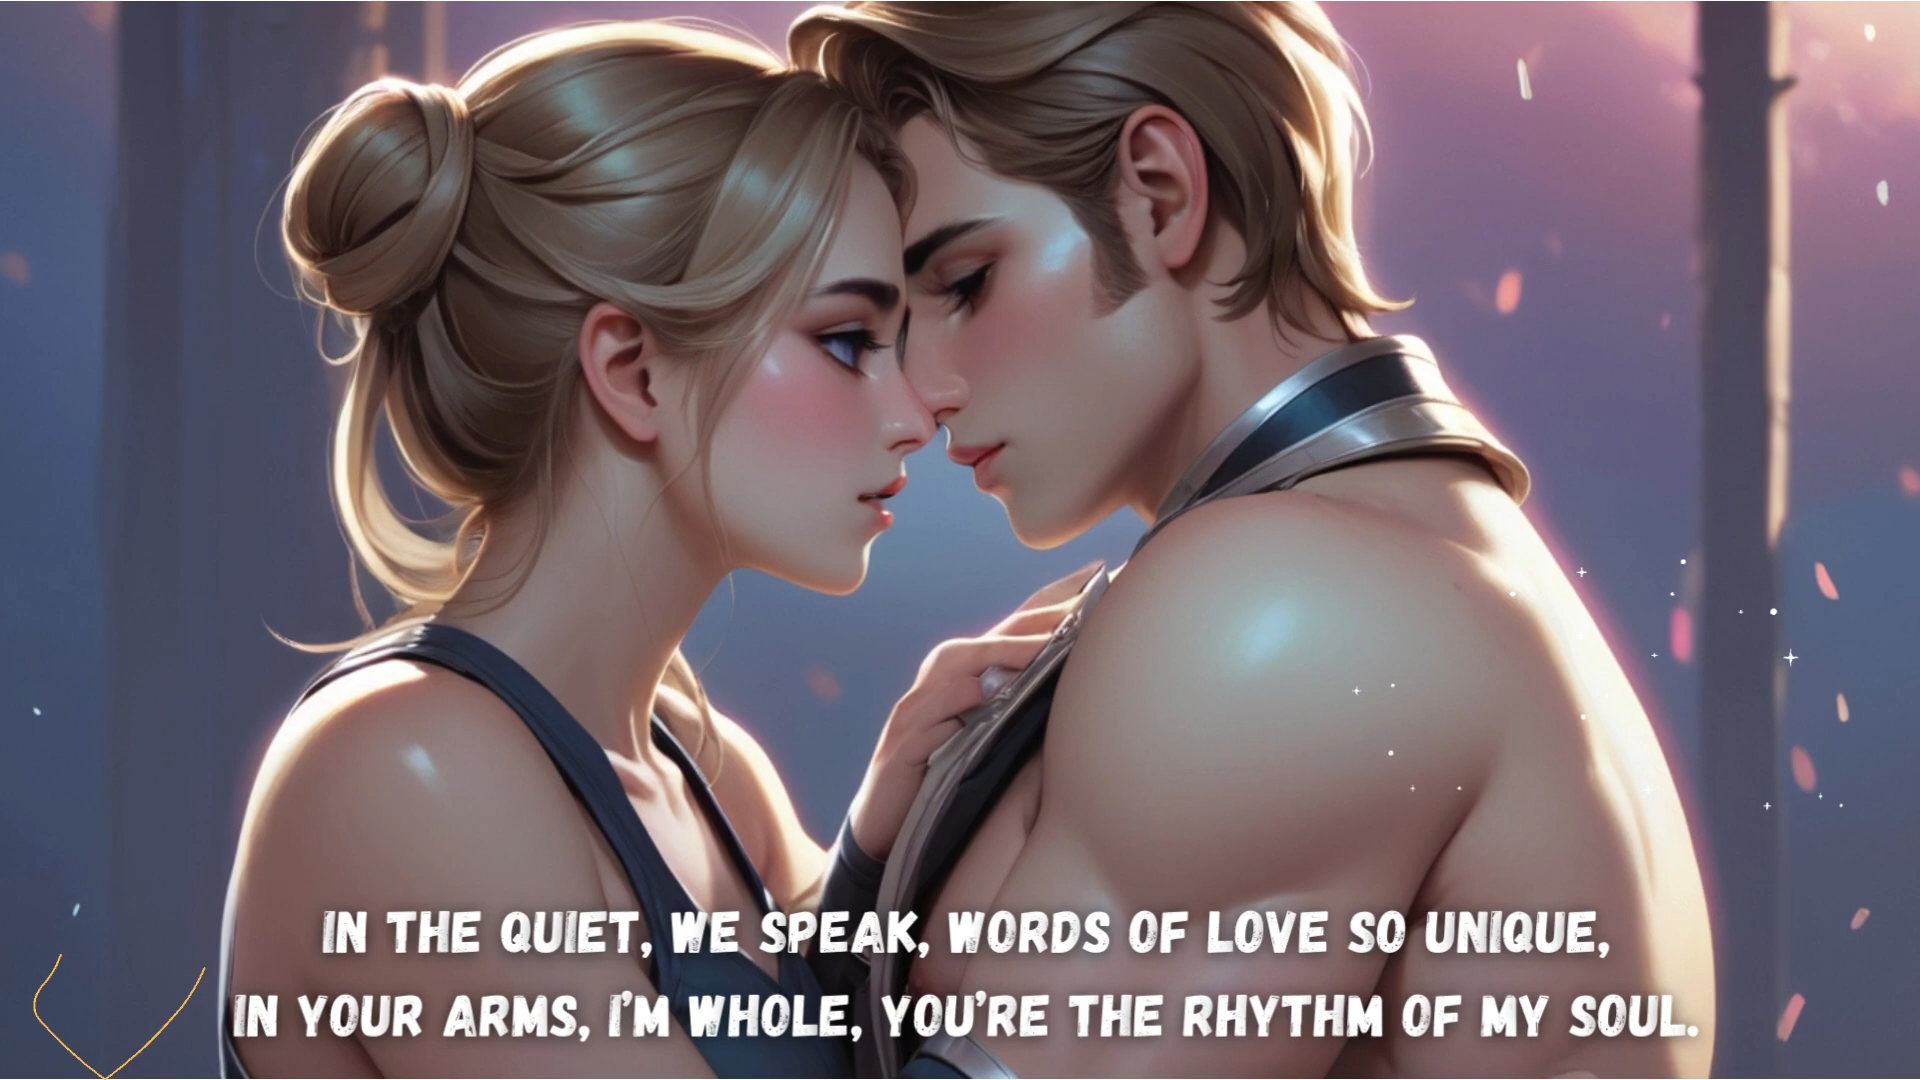 IN THE QUIET, WE SPEAK, WORDS OF LOVE SO UNIQUE,
IN YOUR ARMS, I'M WHOLE, YOU'RE THE RHYTHM OF MY SOUL.